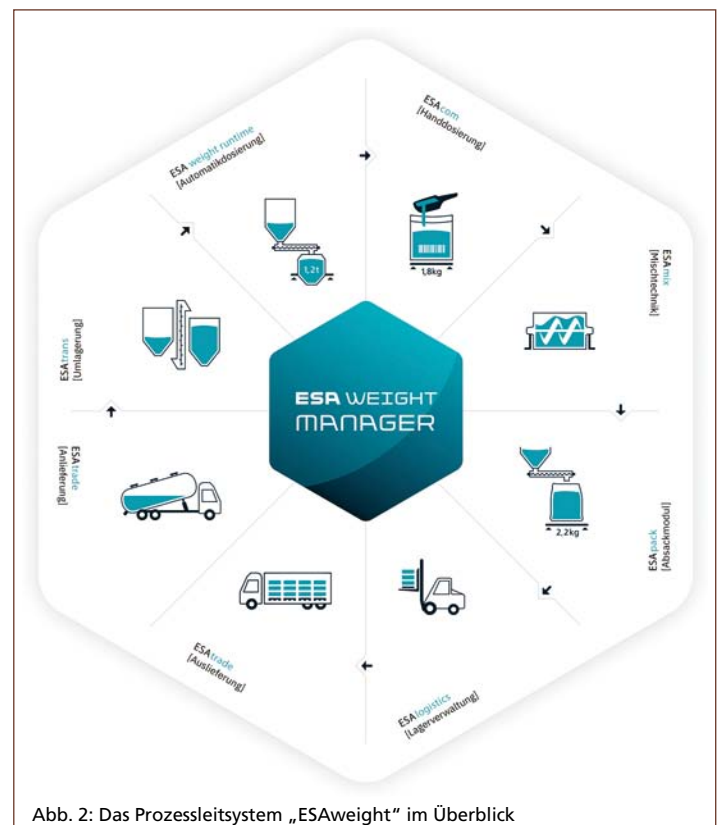 ESA weight runtime
[Automatikdosierung]
ESAcom
[Handdosierung]
1,2t
1,8kg
ESAmix
[Mischtechnik]
ESAtrans
[Umlagerung]
ESA WEIGHT
MANAGER
ESAtrade
[Anlieferung]
2,2kg
ESApack
[Absackmodul]
ESAtrade
[Auslieferung]
ESAlogistics
[Lagerverwaltung]
Abb. 2: Das Prozessleitsystem „ESAweight“ im Überblick